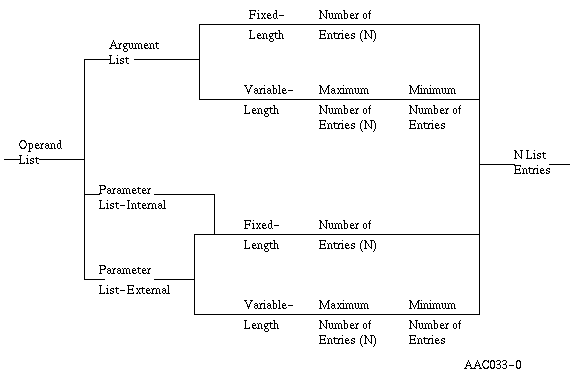 Fixed-
Length
Number of
Entries (N)
Argument
List
Variable-
Length
Maximum
Number of
Entries (N)
Minimum
Number of
Entries
Operand
List
N List
Entries
Parameter
List-Internal
Fixed-
Length
Number of
Entries (N)
Parameter
List-External
Variable-
Length
Maximum
Number of
Entries (N)
Minimum
Number of
Entries
AAC033-0